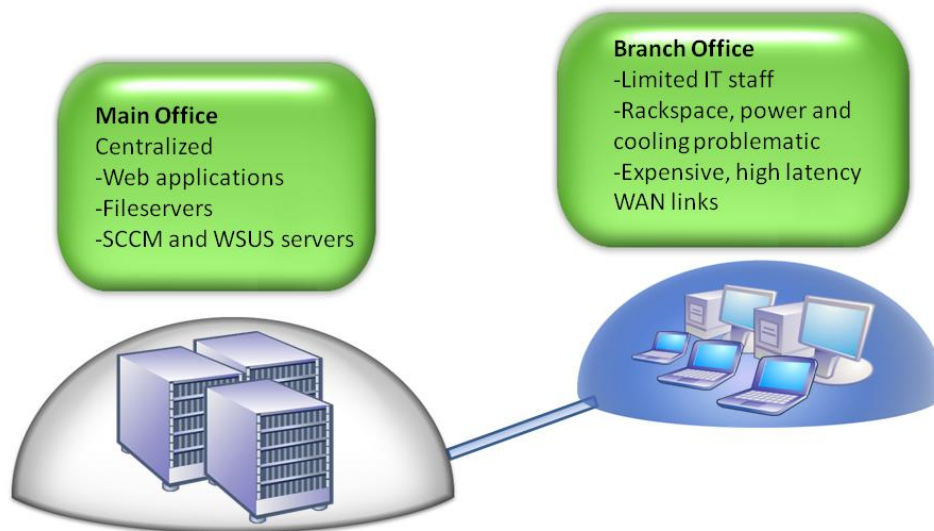 Main Office
Centralized
-Web applications
-Fileservers
-SCCM and WSUS servers
Branch Office
-Limited IT staff
-Rackspace, power and
cooling problematic
-Expensive, high latency
WAN links